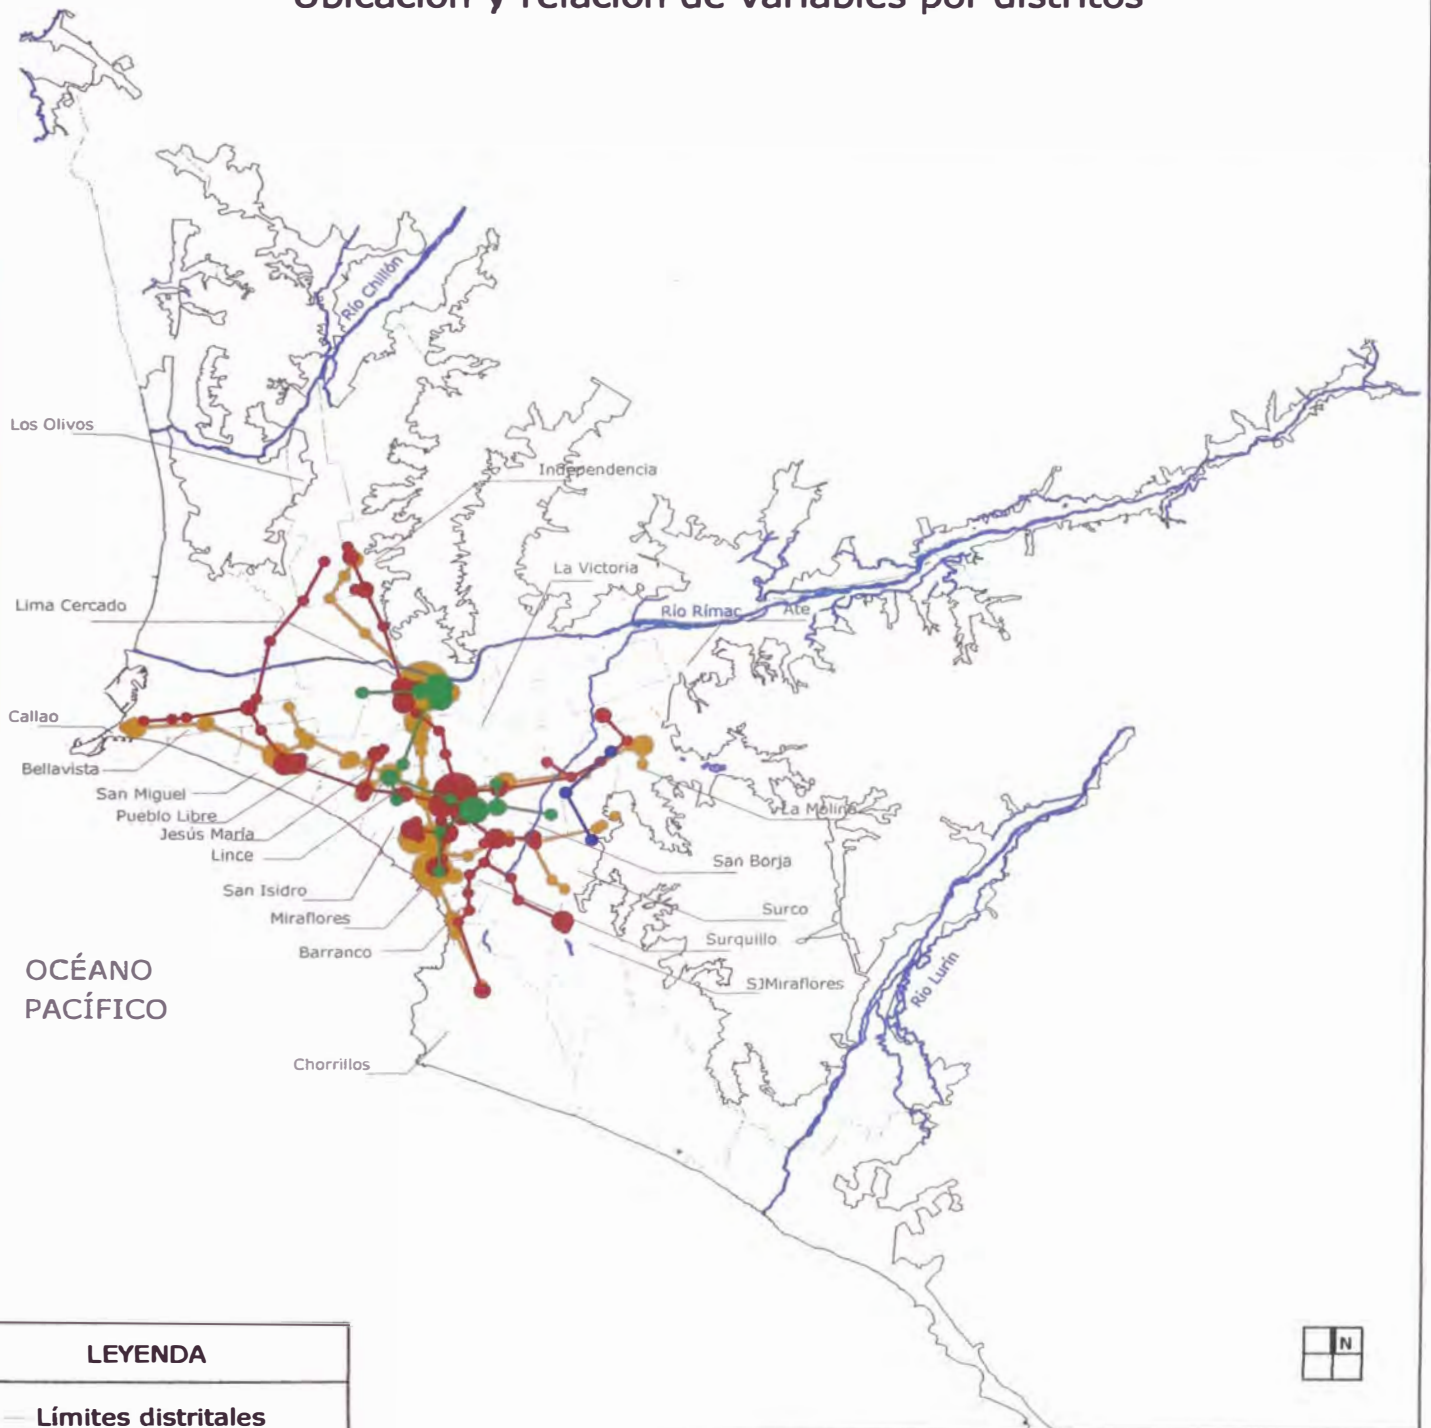 Ubicación y relación de variables por distritos
Río Chillón
Los Olivos
Independencia
La Victoria
Lima Cercado
Río Rímac
Ate
Callao
Bellavista
San Miguel
Pueblo Libre
Jesús María
Lince
La Molina
San Borja
San Isidro
Miraflores
Surco
Barranco
Surquillo
SJMiraflores
OCÉANO
PACÍFICO
Río Lurín
Chorrillos
N
LEYENDA
Límites distritales